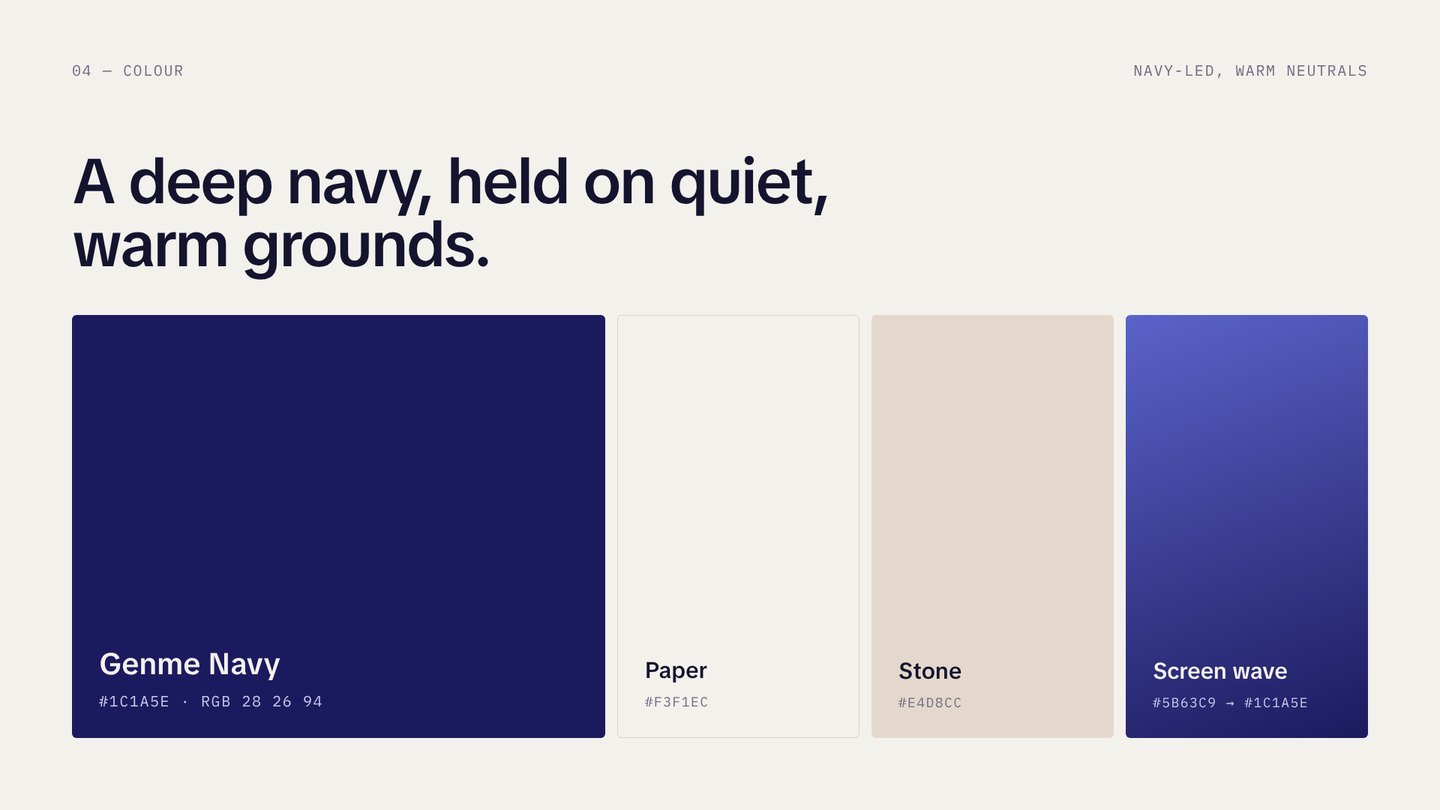 04 — COLOUR
NAVY-LED, WARM NEUTRALS
A deep navy, held on quiet,
warm grounds.
Genme Navy
#1C1A5E · RGB 28 26 94
Paper
#F3F1EC
Stone
#E4D8CC
Screen wave
#5B63C9 → #1C1A5E